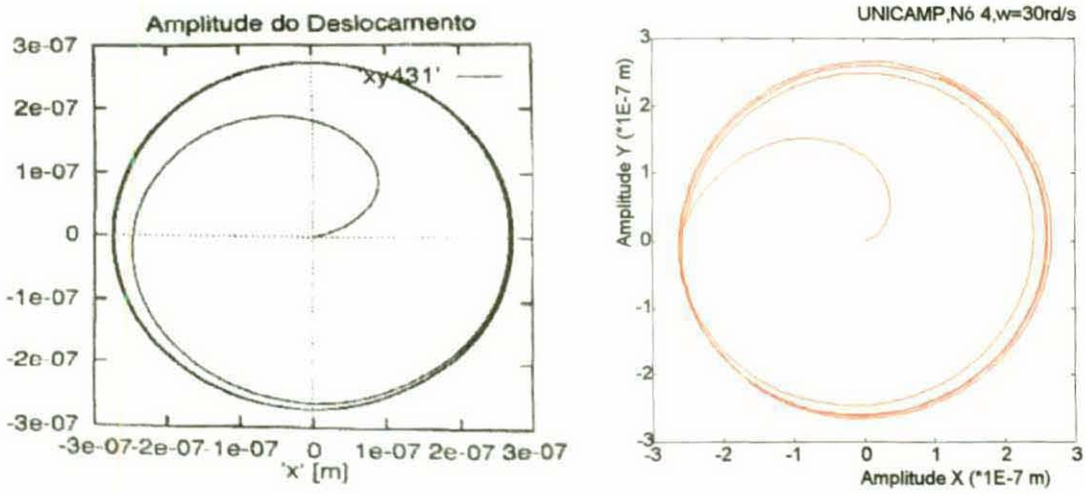 Amplitude do Deslocamento
3e-07
2e-07
1e-07
0
-1e-07
-2e-07
-3e-07
'xy431'
-3e-07 -2e-07 -1e-07 0 1e-07 2e-07 3e-07
'x' [m]
UNICAMP,Nó 4,w=30rd/s
Amplitude Y (*1E-7 m)
3
2
1
0
-1
-2
-3
-3 -2 -1 0 1 2 3
Amplitude X (*1E-7 m)